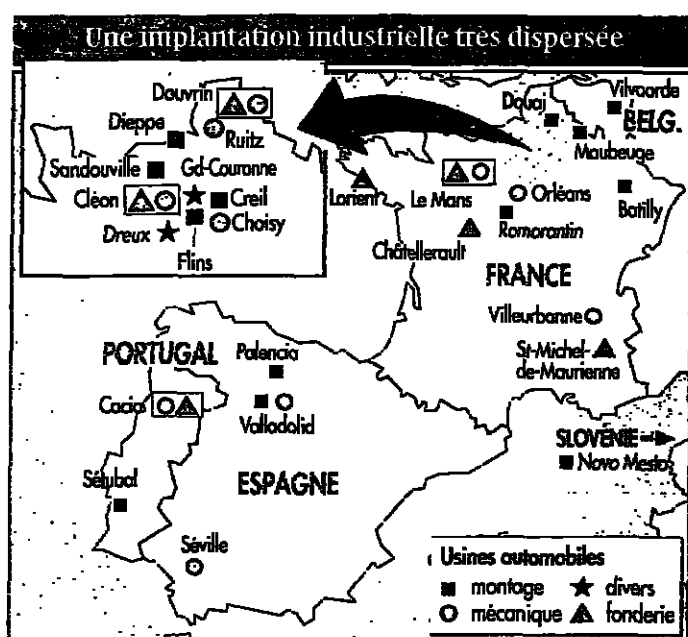 Une implantation industrielle très dispersée
Douvrin
Ruitz
Dieppe
Sandouville
Gd-Couronne
Cléon
Creil
Choisy
Dreux
Flins
Douai
Vilvoorde
BELG.
Maubeuge
Lorient
Le Mans
Orléans
Batilly
Romorantin
Châtellerault
FRANCE
Villeurbanne
St-Michel-
de-Maurienne
PORTUGAL
Palencia
Cacia
Valladolid
SLOVÉNIE
Novo Mesto
Sétubal
ESPAGNE
Séville
Usines automobiles
montage
divers
mécanique
fonderie